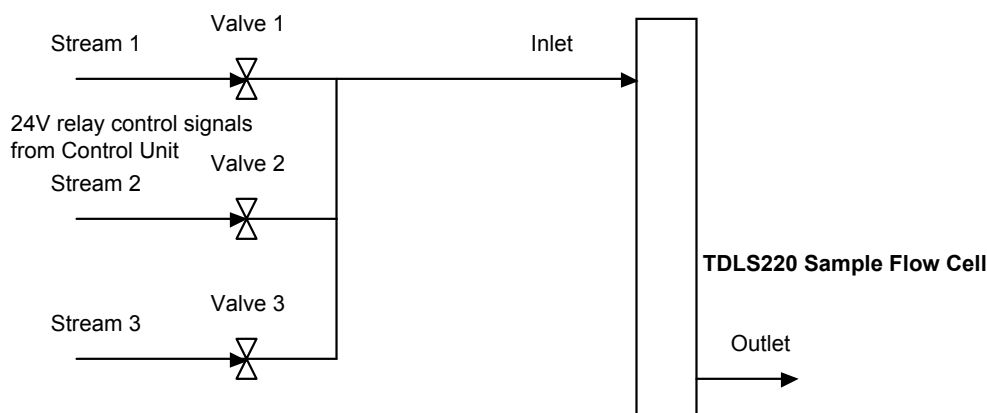 Valve 1
Stream 1
Inlet
24V relay control signals
from Control Unit
Valve 2
Stream 2
TDLS220 Sample Flow Cell
Valve 3
Stream 3
Outlet